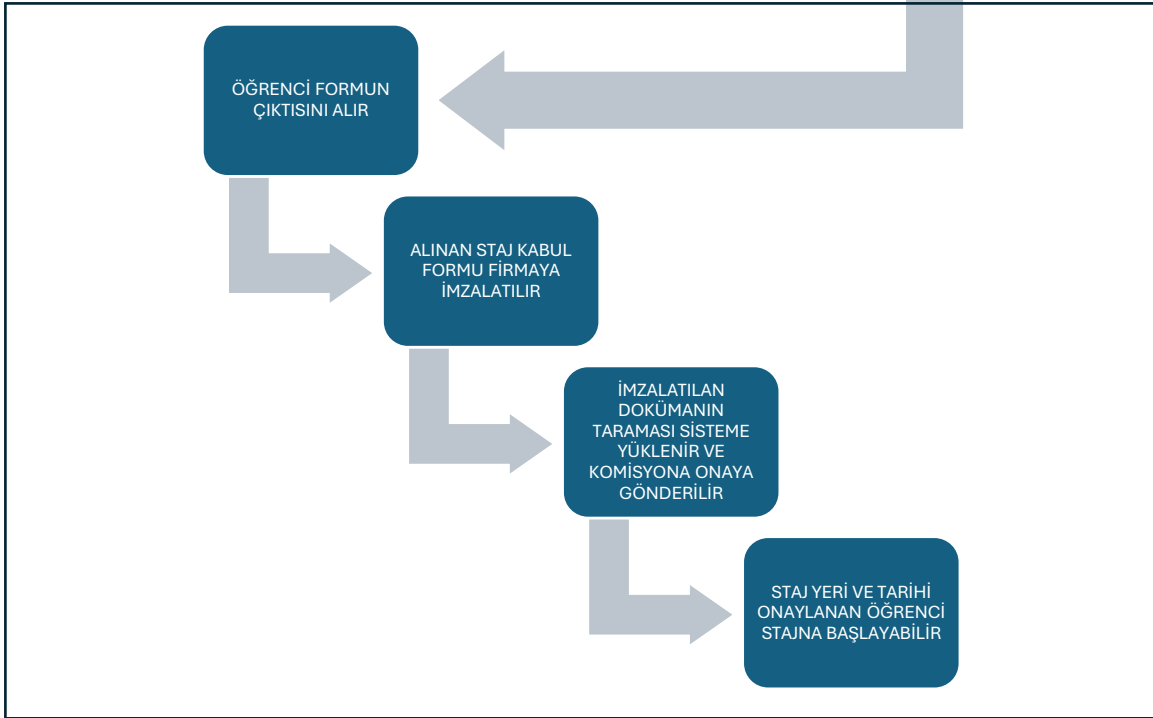 ÖĞRENCİ FORMUN
ÇIKTISINI ALIR
ALINAN STAJ KABUL
FORMU FİRMAYA
İMZALATILIR
İMZALATILAN
DOKÜMANIN
TARAMASI SİSTEME
YÜKLENİR VE
KOMİSYONA ONAYA
GÖNDERİLİR
STAJ YERİ VE TARİHİ
ONAYLANAN ÖĞRENCİ
STAJNA BAŞLAYABİLİR